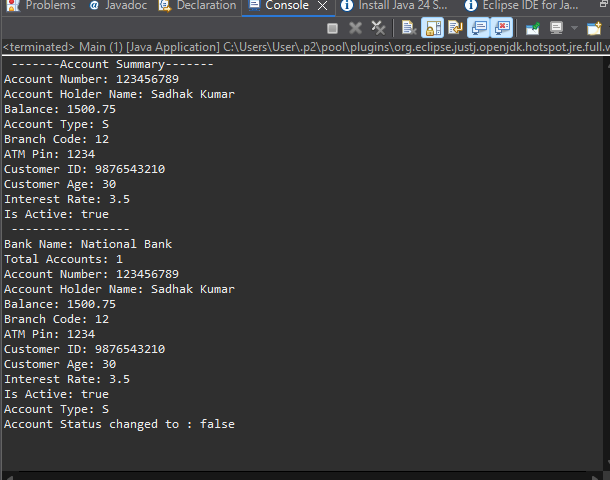 Problems @ Javadoc Declaration Console Install Java 24 S... Eclipse IDE for Ja...
<terminated> Main (1) [Java Application] C:\Users\User\.p2\pool\plugins\org.eclipse.justj.openjdk.hotspot.jre.full.w
-------Account Summary-------
Account Number: 123456789
Account Holder Name: Sadhak Kumar
Balance: 1500.75
Account Type: S
Branch Code: 12
ATM Pin: 1234
Customer ID: 9876543210
Customer Age: 30
Interest Rate: 3.5
Is Active: true
-----------------
Bank Name: National Bank
Total Accounts: 1
Account Number: 123456789
Account Holder Name: Sadhak Kumar
Balance: 1500.75
Branch Code: 12
ATM Pin: 1234
Customer ID: 9876543210
Customer Age: 30
Interest Rate: 3.5
Is Active: true
Account Type: S
Account Status changed to : false